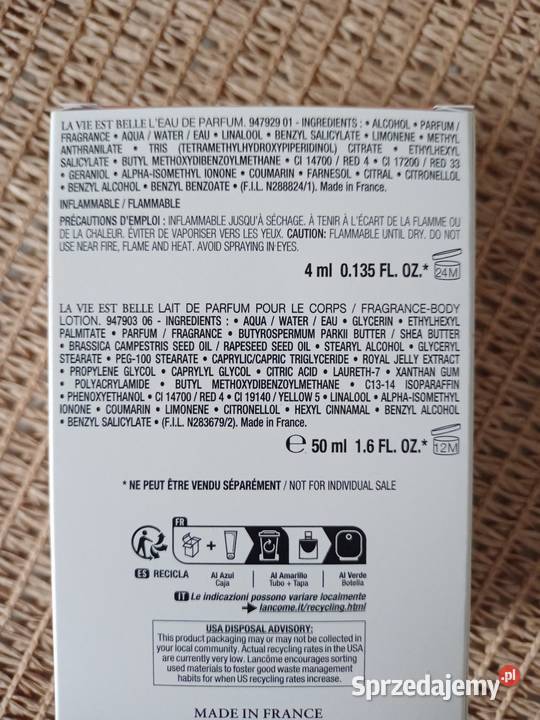 LA VIE EST BELLE L'EAU DE PARFUM. 947929 01 - INGREDIENTS : • ALCOHOL • PARFUM /
FRAGRANCE • AQUA / WATER / EAU • LINALOOL • BENZYL SALICYLATE • LIMONENE • METHYL
ANTHRANILATE • TRIS (TETRAMETHYLHYDROXYPIPERIDINOL) CITRATE • ETHYLHEXYL
SALICYLATE • BUTYL METHOXYDIBENZOYLMETHANE • CI 14700 / RED 4 • CI 17200 / RED 33
• GERANIOL • ALPHA-ISOMETHYL IONONE • COUMARIN • FARNESOL • CITRAL • CITRONELLOL
• BENZYL ALCOHOL • BENZYL BENZOATE • (F.I.L. N288824/1). Made in France.
INFLAMMABLE / FLAMMABLE
PRÉCAUTIONS D'EMPLOI : INFLAMMABLE JUSQU'À SÉCHAGE. À TENIR À L'ÉCART DE LA FLAMME OU
DE LA CHALEUR. ÉVITER DE VAPORISER VERS LES YEUX. CAUTION: FLAMMABLE UNTIL DRY. DO NOT
USE NEAR FIRE, FLAME AND HEAT. AVOID SPRAYING IN EYES.
4 ml 0.135 FL. OZ.* 24M
LA VIE EST BELLE LAIT DE PARFUM POUR LE CORPS / FRAGRANCE-BODY
LOTION. 947903 06 - INGREDIENTS : • AQUA / WATER / EAU • GLYCERIN • ETHYLHEXYL
PALMITATE • PARFUM / FRAGRANCE • BUTYROSPERMUM PARKII BUTTER / SHEA BUTTER
• BRASSICA CAMPESTRIS SEED OIL / RAPESEED SEED OIL • STEARYL ALCOHOL • GLYCERYL
STEARATE • PEG-100 STEARATE • CAPRYLIC/CAPRIC TRIGLYCERIDE • ROYAL JELLY EXTRACT
• PROPYLENE GLYCOL • CAPRYLYL GLYCOL • CITRIC ACID • LAURETH-7 • XANTHAN GUM
• POLYACRYLAMIDE • BUTYL METHOXYDIBENZOYLMETHANE • C13-14 ISOPARAFFIN
• PHENOXYETHANOL • CI 14700 / RED 4 • CI 19140 / YELLOW 5 • LINALOOL • ALPHA-ISOMETHYL
IONONE • COUMARIN • LIMONENE • CITRONELLOL • HEXYL CINNAMAL • BENZYL ALCOHOL
• BENZYL SALICYLATE • (F.I.L. N283679/2). Made in France.
℮ 50 ml 1.6 FL. OZ.* 12M
* NE PEUT ÊTRE VENDU SÉPARÉMENT / NOT FOR INDIVIDUAL SALE
FR
+
ES RECICLA Al Azul Al Amarillo Al Verde
Caja Tubo + Tapa Botella
IT Le indicazioni possono variare localmente
lancome.it/recycling.html
USA DISPOSAL ADVISORY:
This product packaging may or may not be collected in
your local community. Actual recycling rates in the USA
are currently very low. Lancôme encourages sorting
used materials to foster good waste management
habits for when US recycling rates increase.
MADE IN FRANCE
Sprzedajemy.pl